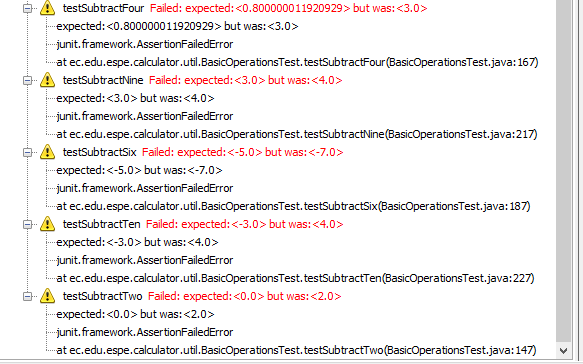 testSubtractFour Failed: expected:<0.800000011920929> but was:<3.0>
expected:<0.800000011920929> but was:<3.0>
junit.framework.AssertionFailedError
at ec.edu.espe.calculator.util.BasicOperationsTest.testSubtractFour(BasicOperationsTest.java:167)
testSubtractNine Failed: expected:<3.0> but was:<4.0>
expected:<3.0> but was:<4.0>
junit.framework.AssertionFailedError
at ec.edu.espe.calculator.util.BasicOperationsTest.testSubtractNine(BasicOperationsTest.java:217)
testSubtractSix Failed: expected:<-5.0> but was:<-7.0>
expected:<-5.0> but was:<-7.0>
junit.framework.AssertionFailedError
at ec.edu.espe.calculator.util.BasicOperationsTest.testSubtractSix(BasicOperationsTest.java:187)
testSubtractTen Failed: expected:<-3.0> but was:<4.0>
expected:<-3.0> but was:<4.0>
junit.framework.AssertionFailedError
at ec.edu.espe.calculator.util.BasicOperationsTest.testSubtractTen(BasicOperationsTest.java:227)
testSubtractTwo Failed: expected:<0.0> but was:<2.0>
expected:<0.0> but was:<2.0>
junit.framework.AssertionFailedError
at ec.edu.espe.calculator.util.BasicOperationsTest.testSubtractTwo(BasicOperationsTest.java:147)